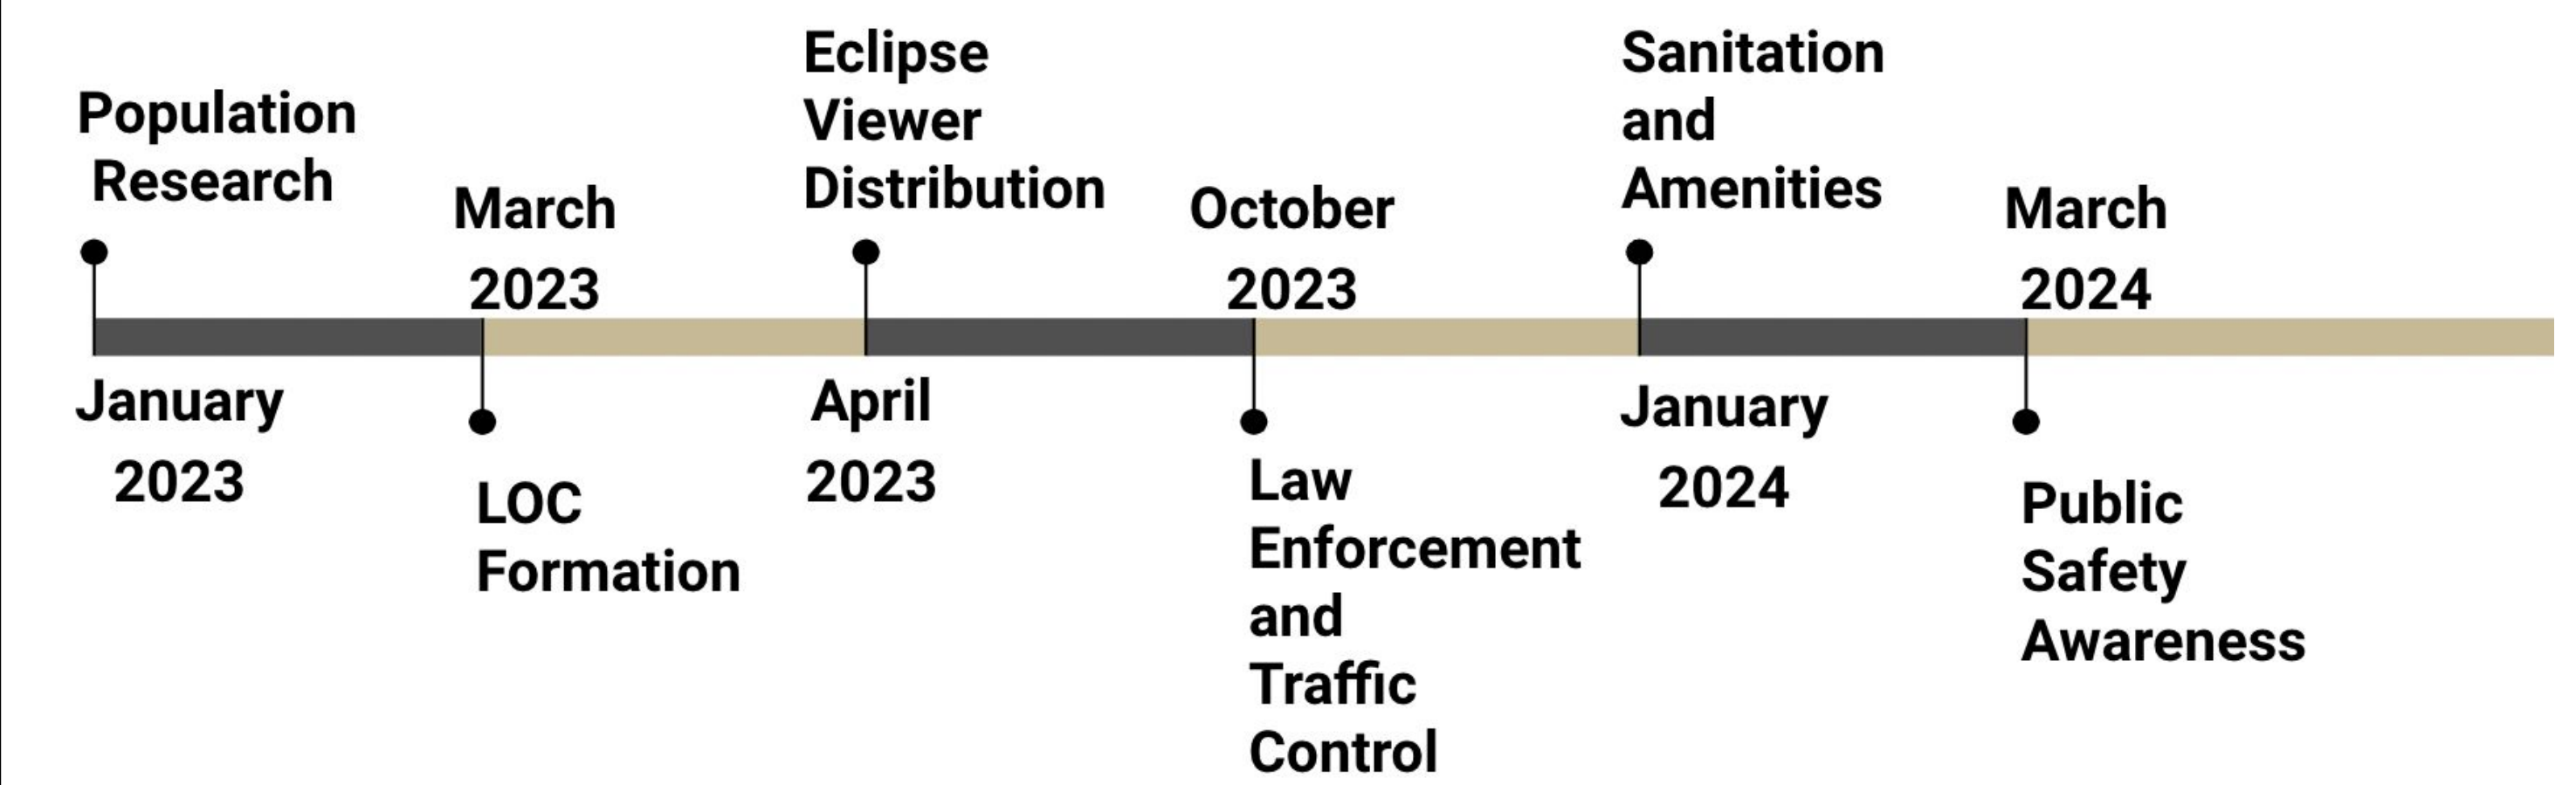 Population
Research
January
2023
March
2023
LOC
Formation
Eclipse
Viewer
Distribution
April
2023
October
2023
Law
Enforcement
and
Traffic
Control
Sanitation
and
Amenities
January
2024
March
2024
Public
Safety
Awareness